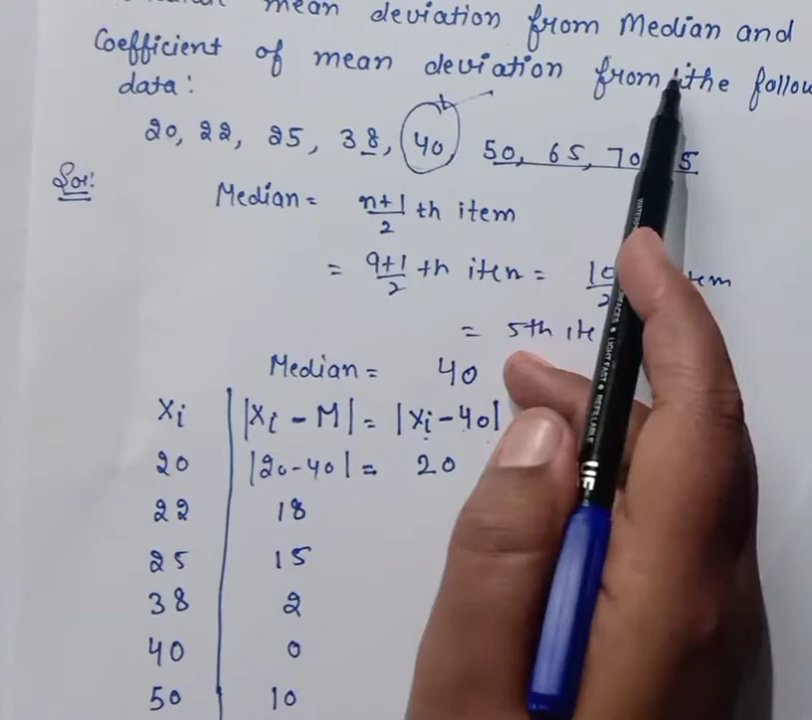 mean deviation from Median and
Coefficient of mean deviation from the
data:
20, 22, 25, 38, 40, 50, 65, 70
Sol:
Median = n+1/2 th item
= 9+1/2 th iten = 10
= 5th
Median = 40
Xi |Xi - M| = |Xi - 40|
20 |20-40| = 20
22 18
25 15
38 2
40 0
50 10